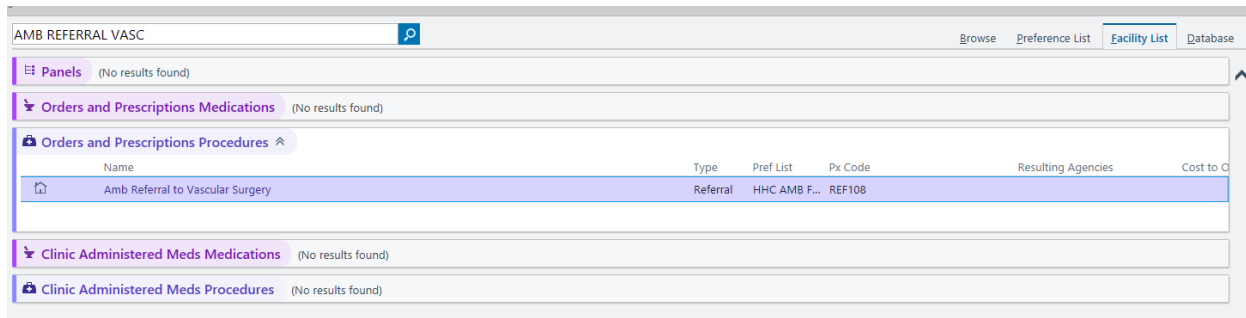 AMB REFERRAL VASC
Browse Preference List Facility List Database
Panels (No results found)
Orders and Prescriptions Medications (No results found)
Orders and Prescriptions Procedures
Name Type Pref List Px Code Resulting Agencies Cost to O
Amb Referral to Vascular Surgery Referral HHC AMB F... REF108
Clinic Administered Meds Medications (No results found)
Clinic Administered Meds Procedures (No results found)